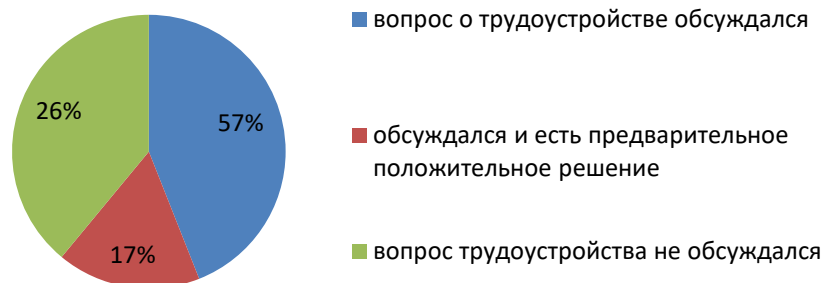 вопрос о трудоустройстве обсуждался
26%
57%
обсуждался и есть предварительное
положительное решение
17%
вопрос трудоустройства не обсуждался